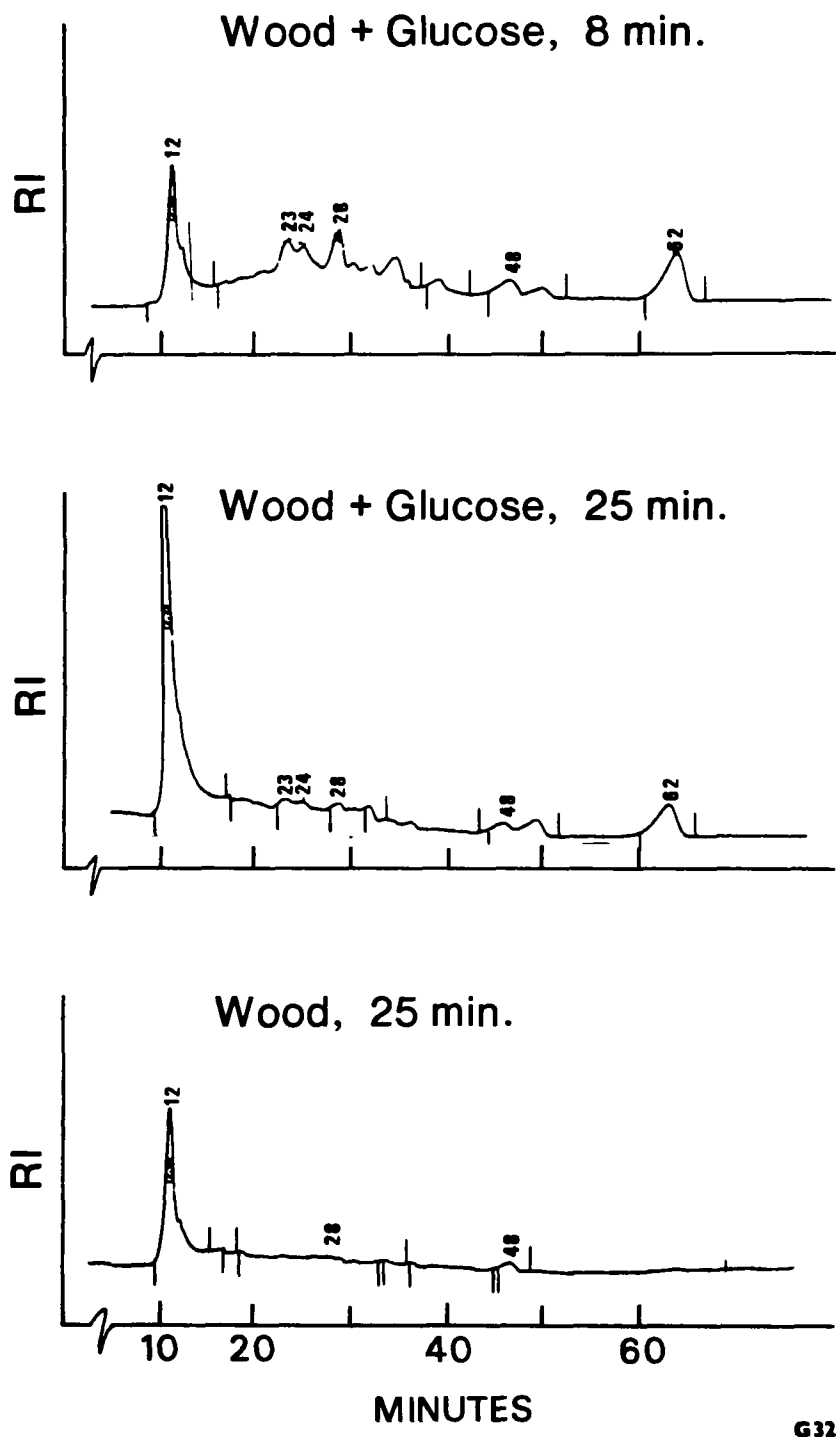 Wood + Glucose, 8 min.
RI
12
23
24
28
48
62
Wood + Glucose, 25 min.
RI
12
23
24
28
48
62
Wood, 25 min.
RI
12
28
48
10 20 40 60
MINUTES
G32